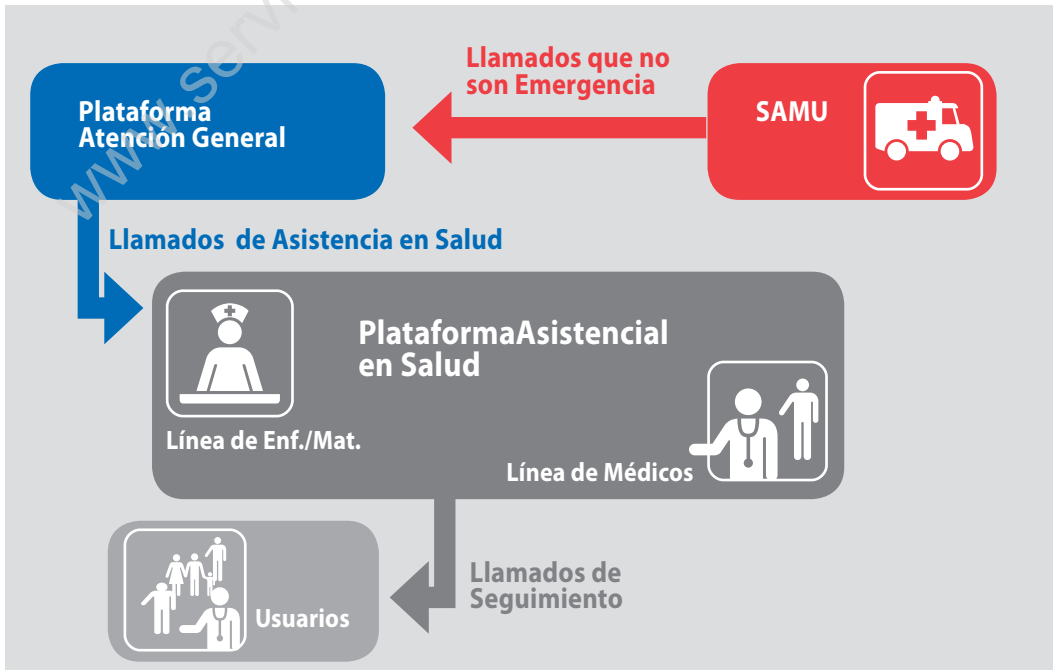 Llamados que no
son Emergencia
Plataforma
Atención General
SAMU
Llamados de Asistencia en Salud
PlataformaAsistencial
en Salud
Línea de Enf./Mat.
Línea de Médicos
Llamados de
Seguimiento
Usuarios